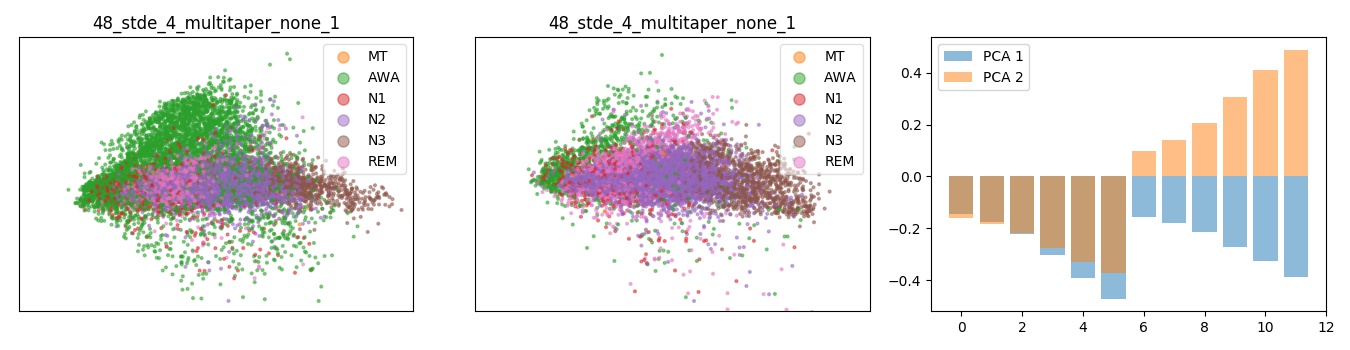 48_stde_4_multitaper_none_1
MT
AWA
N1
N2
N3
REM
48_stde_4_multitaper_none_1
MT
AWA
N1
N2
N3
REM
PCA 1
PCA 2
0.4
0.2
0.0
−0.2
−0.4
0 2 4 6 8 10 12